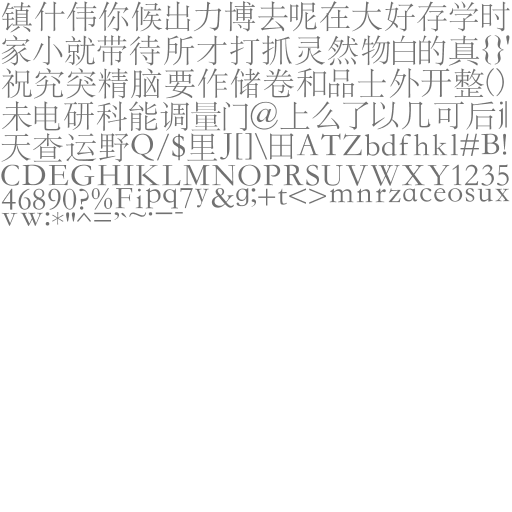 镇什伟你候出力博去呢在大好存学时
家小就带待所才打抓灵然物白的真{}'
祝究突精脑要作储卷和品士外开整()
未电研科能调量门@上么了以几可后j|
天查运野Q/$里J[]\田ATZbdfhkl#B!
CDEGHIKLMNOPRSUVWXY1235
46890?%Fipq7y&g;+t<>mnrzaceosux
vw:*"^=,`~·—-